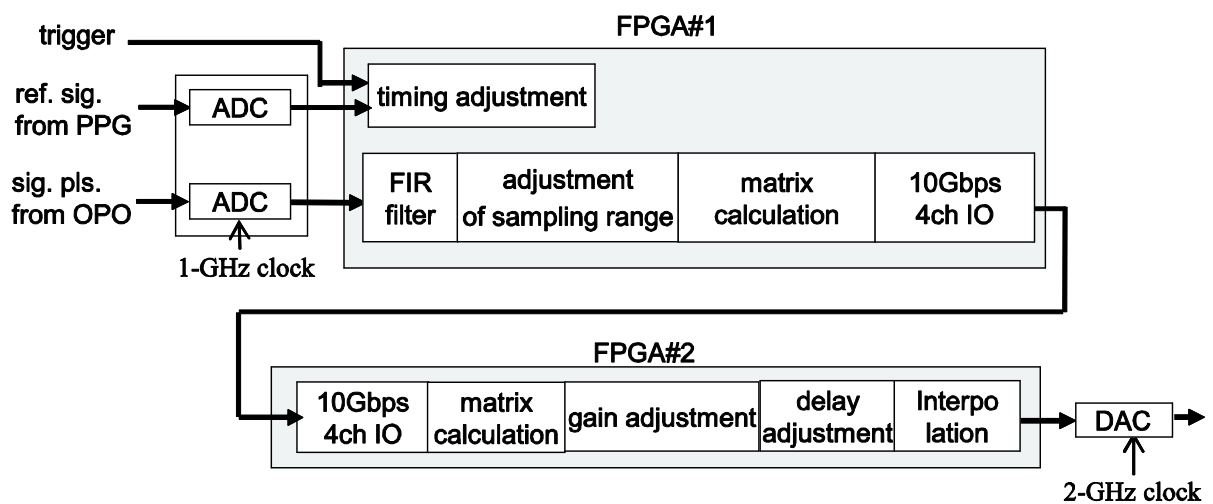 FPGA#1
trigger
ref. sig.
from PPG
ADC
timing adjustment
sig. pls.
from OPO
ADC
1-GHz clock
FIR
filter
adjustment
of sampling range
matrix
calculation
10Gbps
4ch IO
FPGA#2
10Gbps
4ch IO
matrix
calculation
gain adjustment
delay
adjustment
Interpo
lation
DAC
2-GHz clock